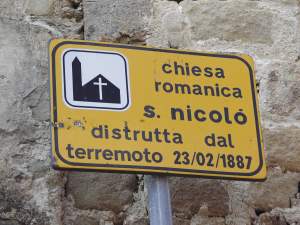 chiesa
romanica
s. nicolò
distrutta dal
terremoto 23/02/1887